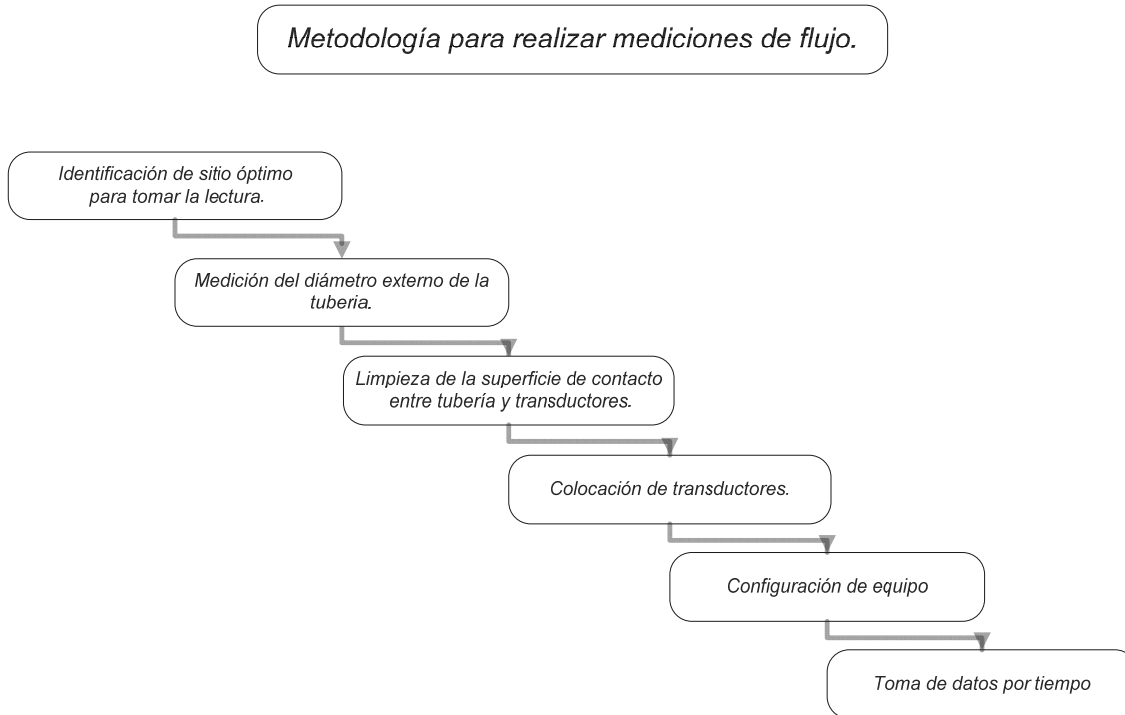 Metodología para realizar mediciones de flujo.
Identificación de sitio óptimo
para tomar la lectura.
Medición del diámetro externo de la
tuberia.
Limpieza de la superficie de contacto
entre tubería y transductores.
Colocación de transductores.
Configuración de equipo
Toma de datos por tiempo